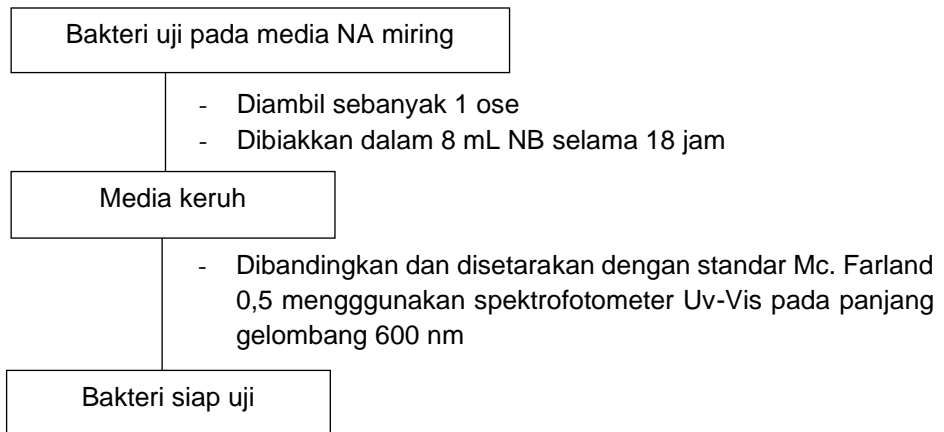 Bakteri uji pada media NA miring
- Diambil sebanyak 1 ose
- Dibiakkan dalam 8 mL NB selama 18 jam
Media keruh
- Dibandingkan dan disetarakan dengan standar Mc. Farland
0,5 mengggunakan spektrofotometer Uv-Vis pada panjang
gelombang 600 nm
Bakteri siap uji